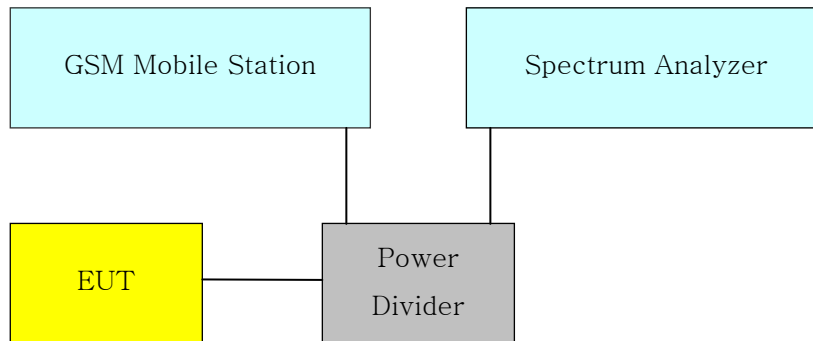 GSM Mobile Station
Spectrum Analyzer
EUT
Power
Divider